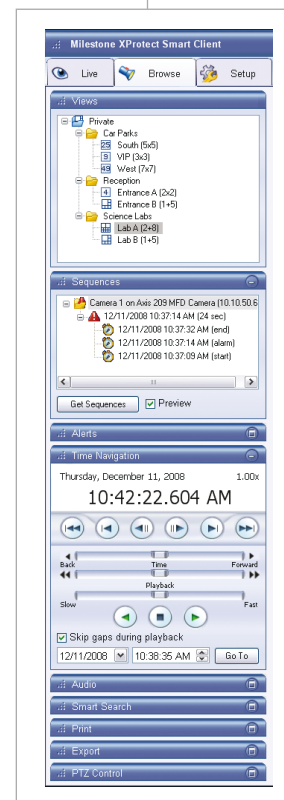 Milestone XProtect Smart Client
Live Browse Setup
Views
Private
Car Parks
25 South (5x5)
9 VIP (3x3)
49 West (7x7)
Reception
4 Entrance A (2x2)
Entrance B (1+5)
Science Labs
Lab A (2+8)
Lab B (1+5)
Sequences
Camera 1 on Axis 209 MFD Camera (10.10.50.6
12/11/2008 10:37:14 AM (24 sec)
12/11/2008 10:37:32 AM (end)
12/11/2008 10:37:14 AM (alarm)
12/11/2008 10:37:09 AM (start)
Get Sequences Preview
Alerts
Time Navigation
Thursday, December 11, 2008 1.00x
10:42:22.604 AM
Back Time Forward
Playback
Slow Fast
Skip gaps during playback
12/11/2008 10:38:35 AM Go To
Audio
Smart Search
Print
Export
PTZ Control